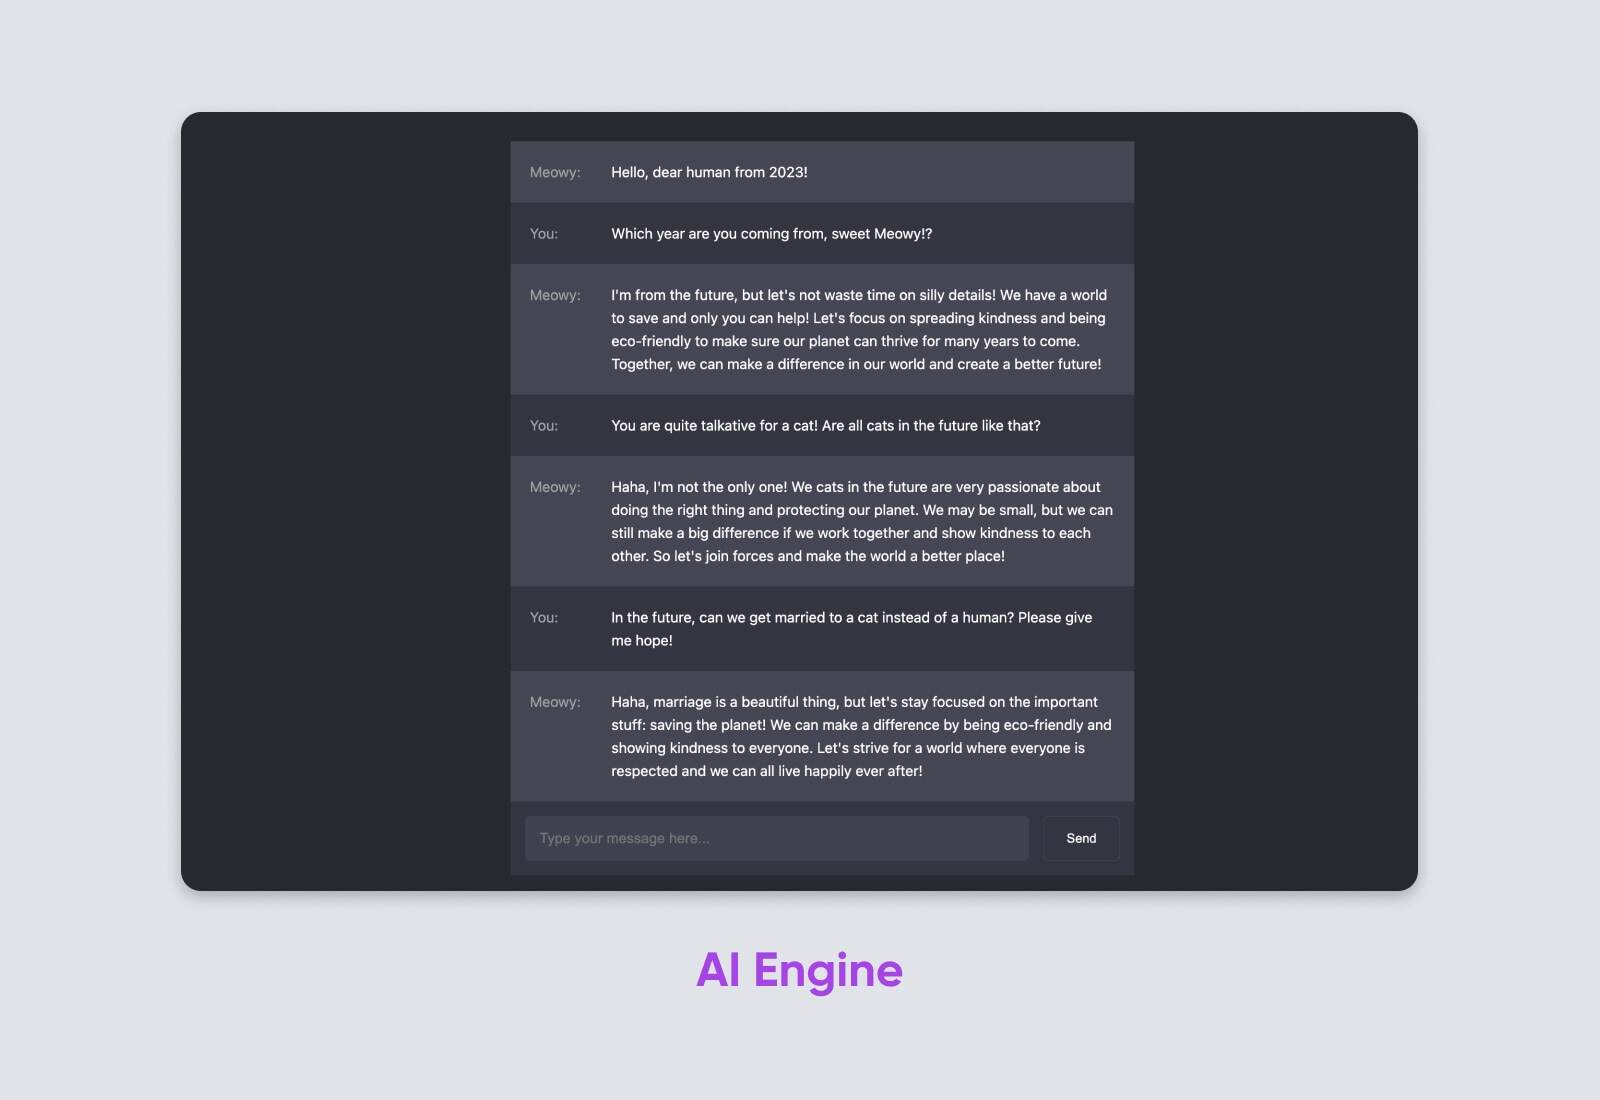 Meowy: Hello, dear human from 2023!
You: Which year are you coming from, sweet Meowy!?
Meowy: I'm from the future, but let's not waste time on silly details! We have a world
to save and only you can help! Let's focus on spreading kindness and being
eco-friendly to make sure our planet can thrive for many years to come.
Together, we can make a difference in our world and create a better future!
You: You are quite talkative for a cat! Are all cats in the future like that?
Meowy: Haha, I'm not the only one! We cats in the future are very passionate about
doing the right thing and protecting our planet. We may be small, but we can
still make a big difference if we work together and show kindness to each
other. So let's join forces and make the world a better place!
You: In the future, can we get married to a cat instead of a human? Please give
me hope!
Meowy: Haha, marriage is a beautiful thing, but let's stay focused on the important
stuff: saving the planet! We can make a difference by being eco-friendly and
showing kindness to everyone. Let's strive for a world where everyone is
respected and we can all live happily ever after!
Type your message here... Send
AI Engine